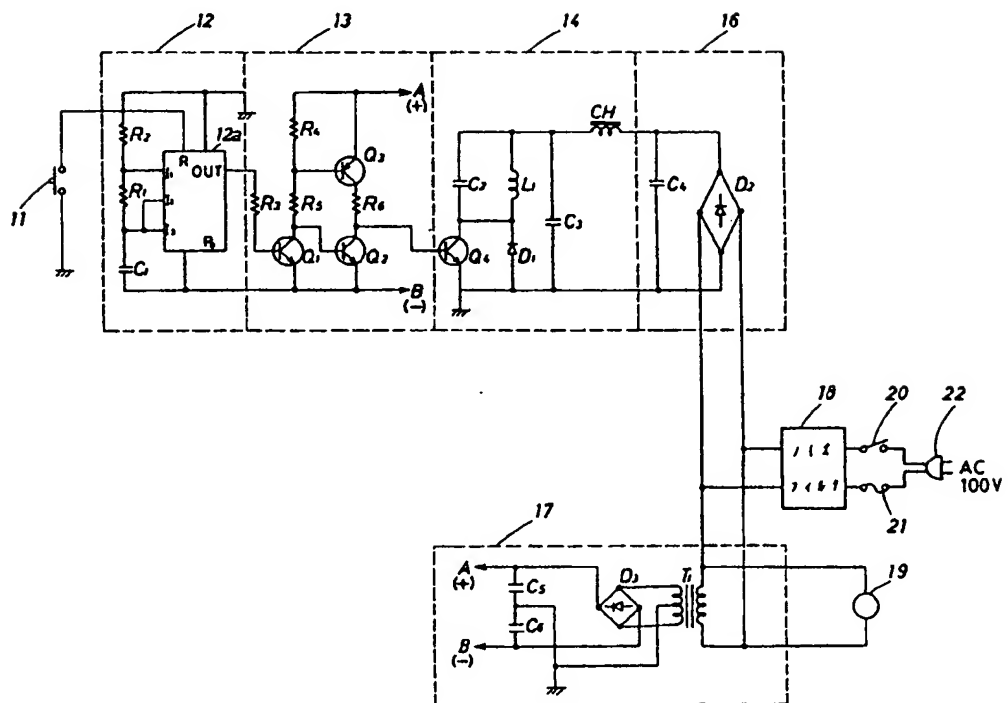 12
13
14
16
A
(+)
R2
R4
CH
12a
R
OUT
Q3
C2
L1
C4
D2
11
R1
R3
R5
R6
C3
Q1
Q2
Q4
D1
C1
B
(-)
18
20
22
AC
100V
21
17
A
(+)
C5
D3
T1
19
C6
B
(-)